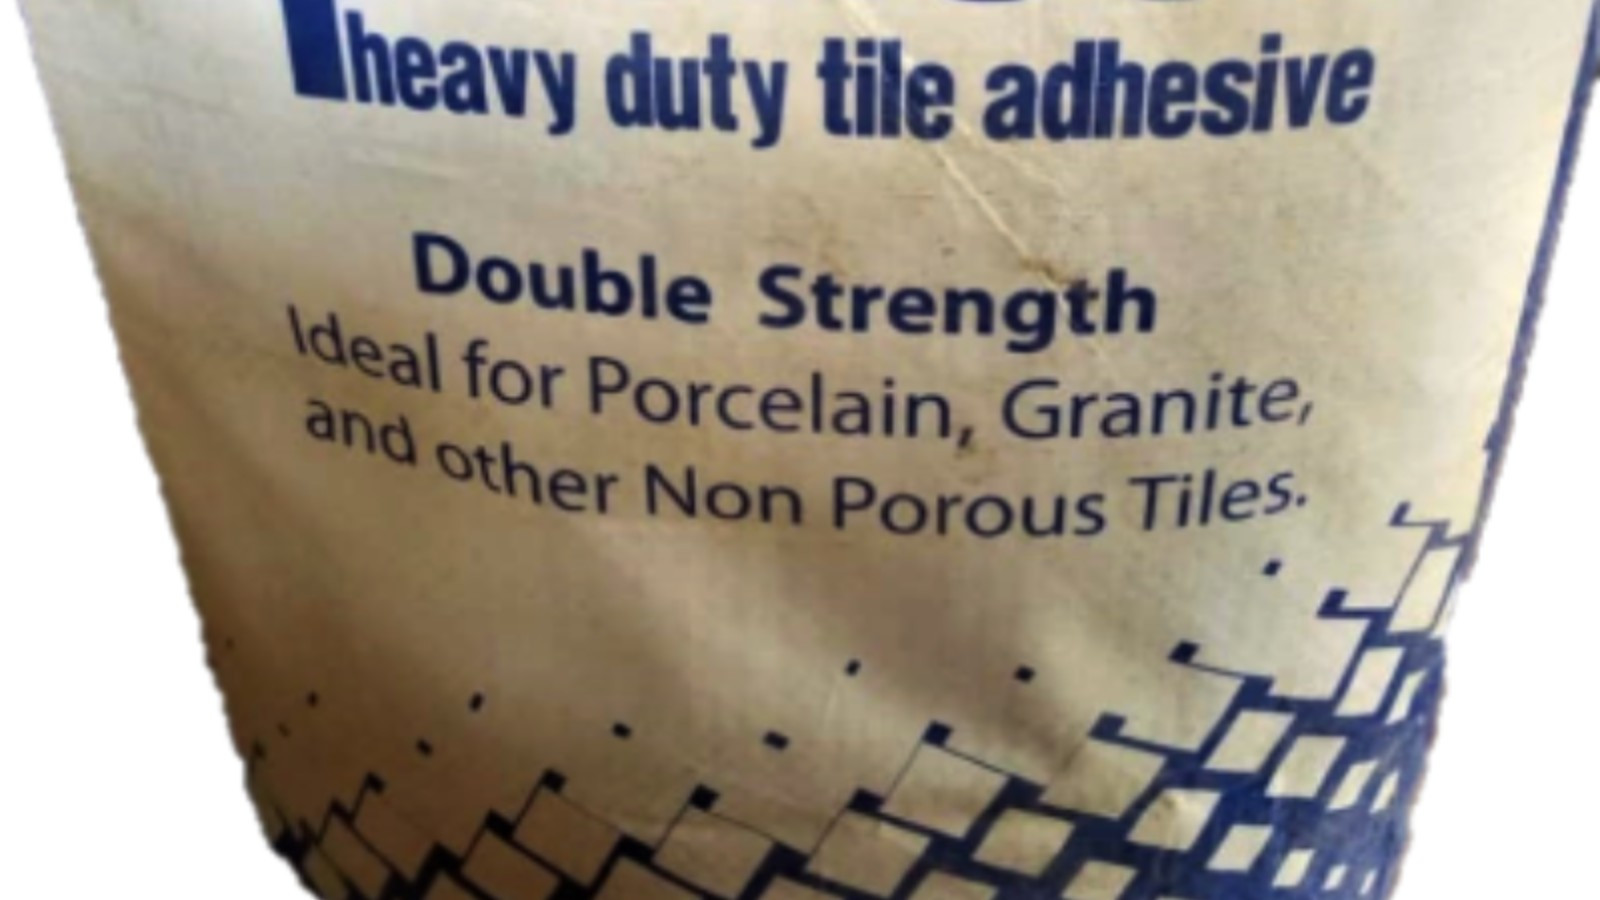 heavy duty tile adhesive
Double Strength
Ideal for Porcelain, Granite,
and other Non Porous Tiles.